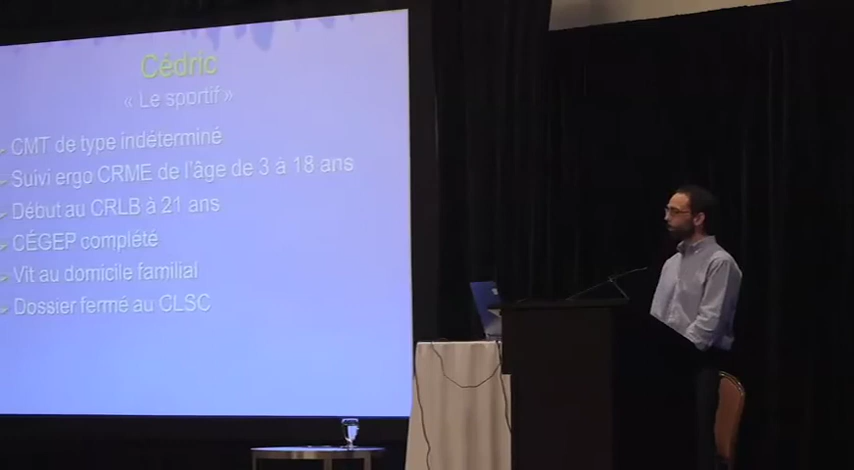 Cédric
« Le sportif »
CMT de type indéterminé
Suivi ergo CRME de l'âge de 3 à 18 ans
Début au CRLB à 21 ans
CÉGEP complété
Vit au domicile familial
Dossier fermé au CLSC